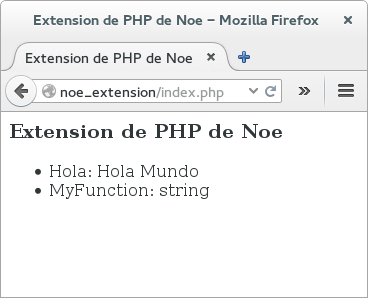 Extension de PHP de Noe - Mozilla Firefox
Extension de PHP de Noe
noe_extension/index.php
Extension de PHP de Noe
Hola: Hola Mundo
MyFunction: string